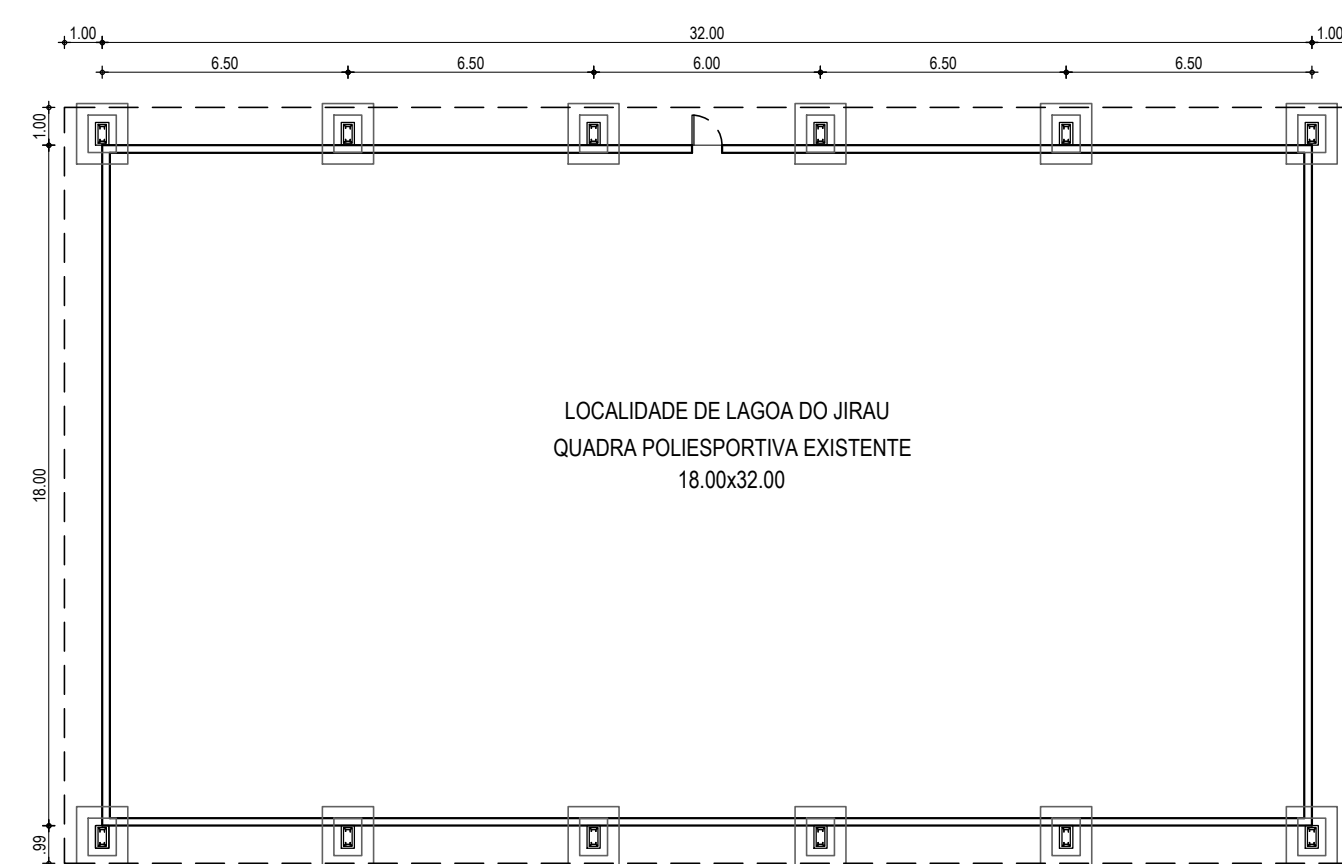 1.00 32.00 1.00
6.50 6.50 6.00 6.50 6.50
1.00
LOCALIDADE DE LAGOA DO JIRAU
QUADRA POLIESPORTIVA EXISTENTE
18.00x32.00
18.00
.99